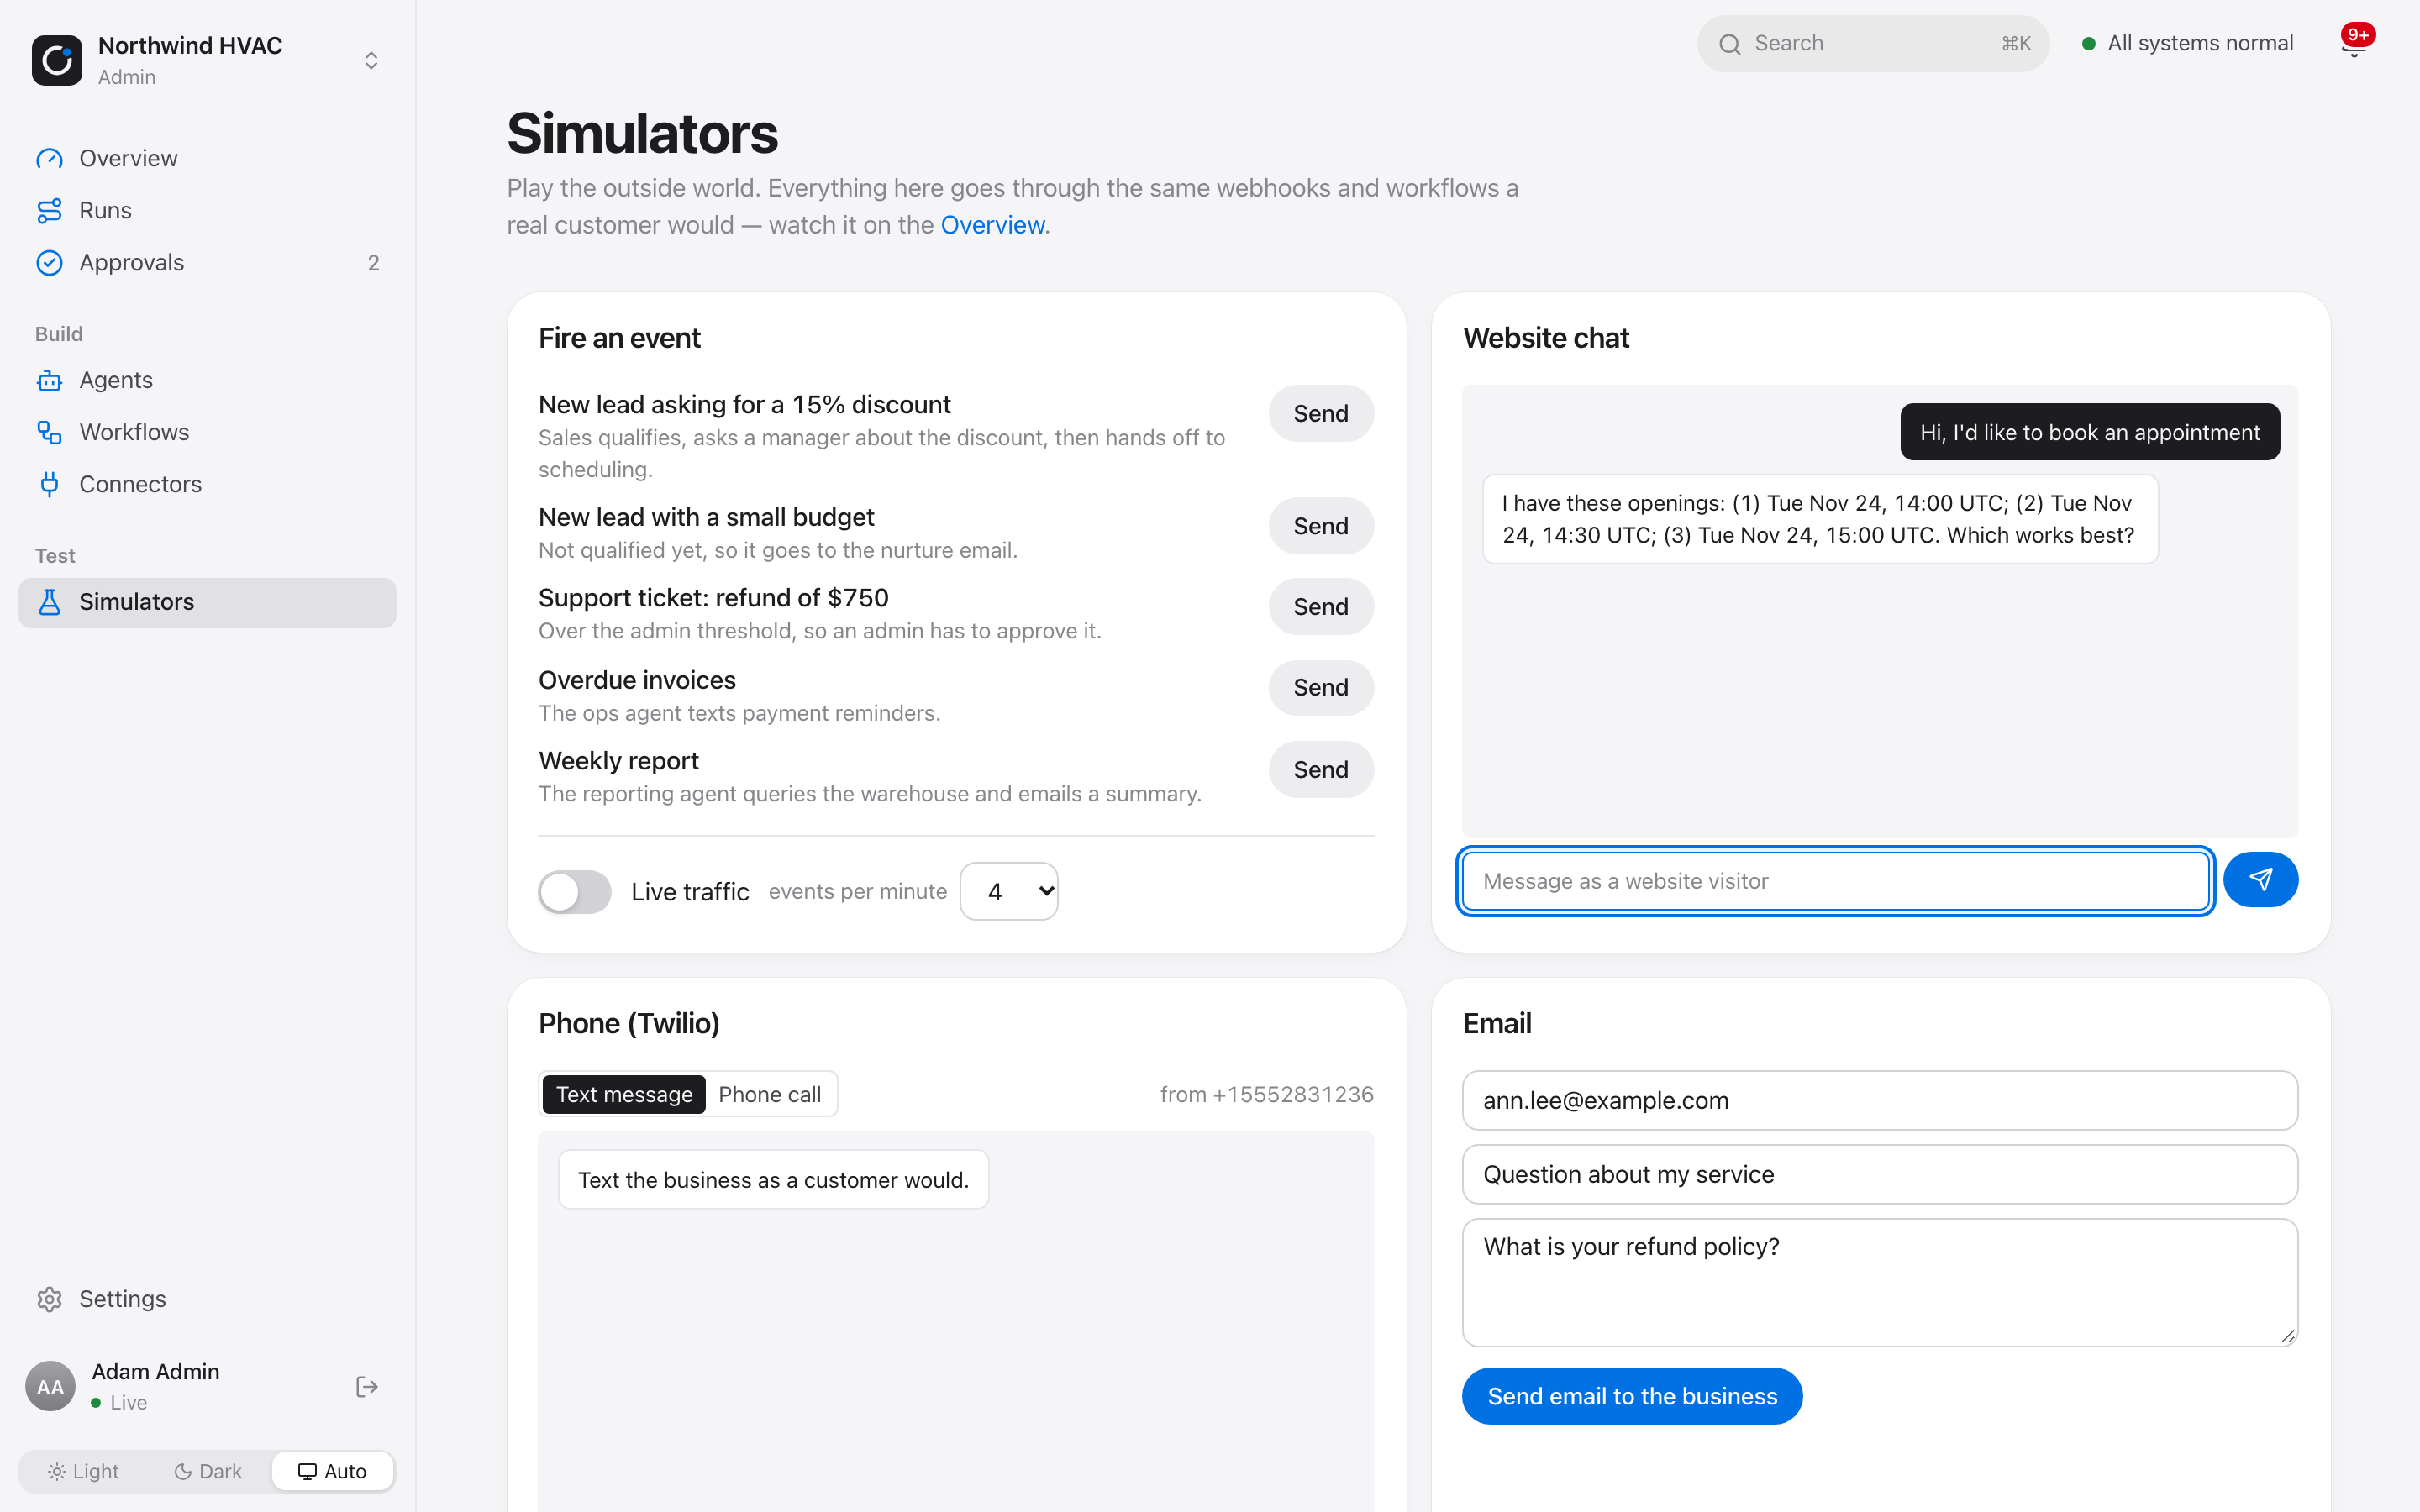 Northwind HVAC
Admin
Overview
Runs
Approvals 2
Build
Agents
Workflows
Connectors
Test
Simulators
Settings
AA
Adam Admin
Live
Light Dark Auto
Search ⌘K
All systems normal
9+
Simulators
Play the outside world. Everything here goes through the same webhooks and workflows a
real customer would — watch it on the Overview.
Fire an event
New lead asking for a 15% discount
Sales qualifies, asks a manager about the discount, then hands off to
scheduling.
Send
New lead with a small budget
Not qualified yet, so it goes to the nurture email.
Send
Support ticket: refund of $750
Over the admin threshold, so an admin has to approve it.
Send
Overdue invoices
The ops agent texts payment reminders.
Send
Weekly report
The reporting agent queries the warehouse and emails a summary.
Send
Live traffic events per minute 4
Website chat
Hi, I'd like to book an appointment
I have these openings: (1) Tue Nov 24, 14:00 UTC; (2) Tue Nov
24, 14:30 UTC; (3) Tue Nov 24, 15:00 UTC. Which works best?
Message as a website visitor
Phone (Twilio)
Text message Phone call
from +15552831236
Text the business as a customer would.
Email
ann.lee@example.com
Question about my service
What is your refund policy?
Send email to the business